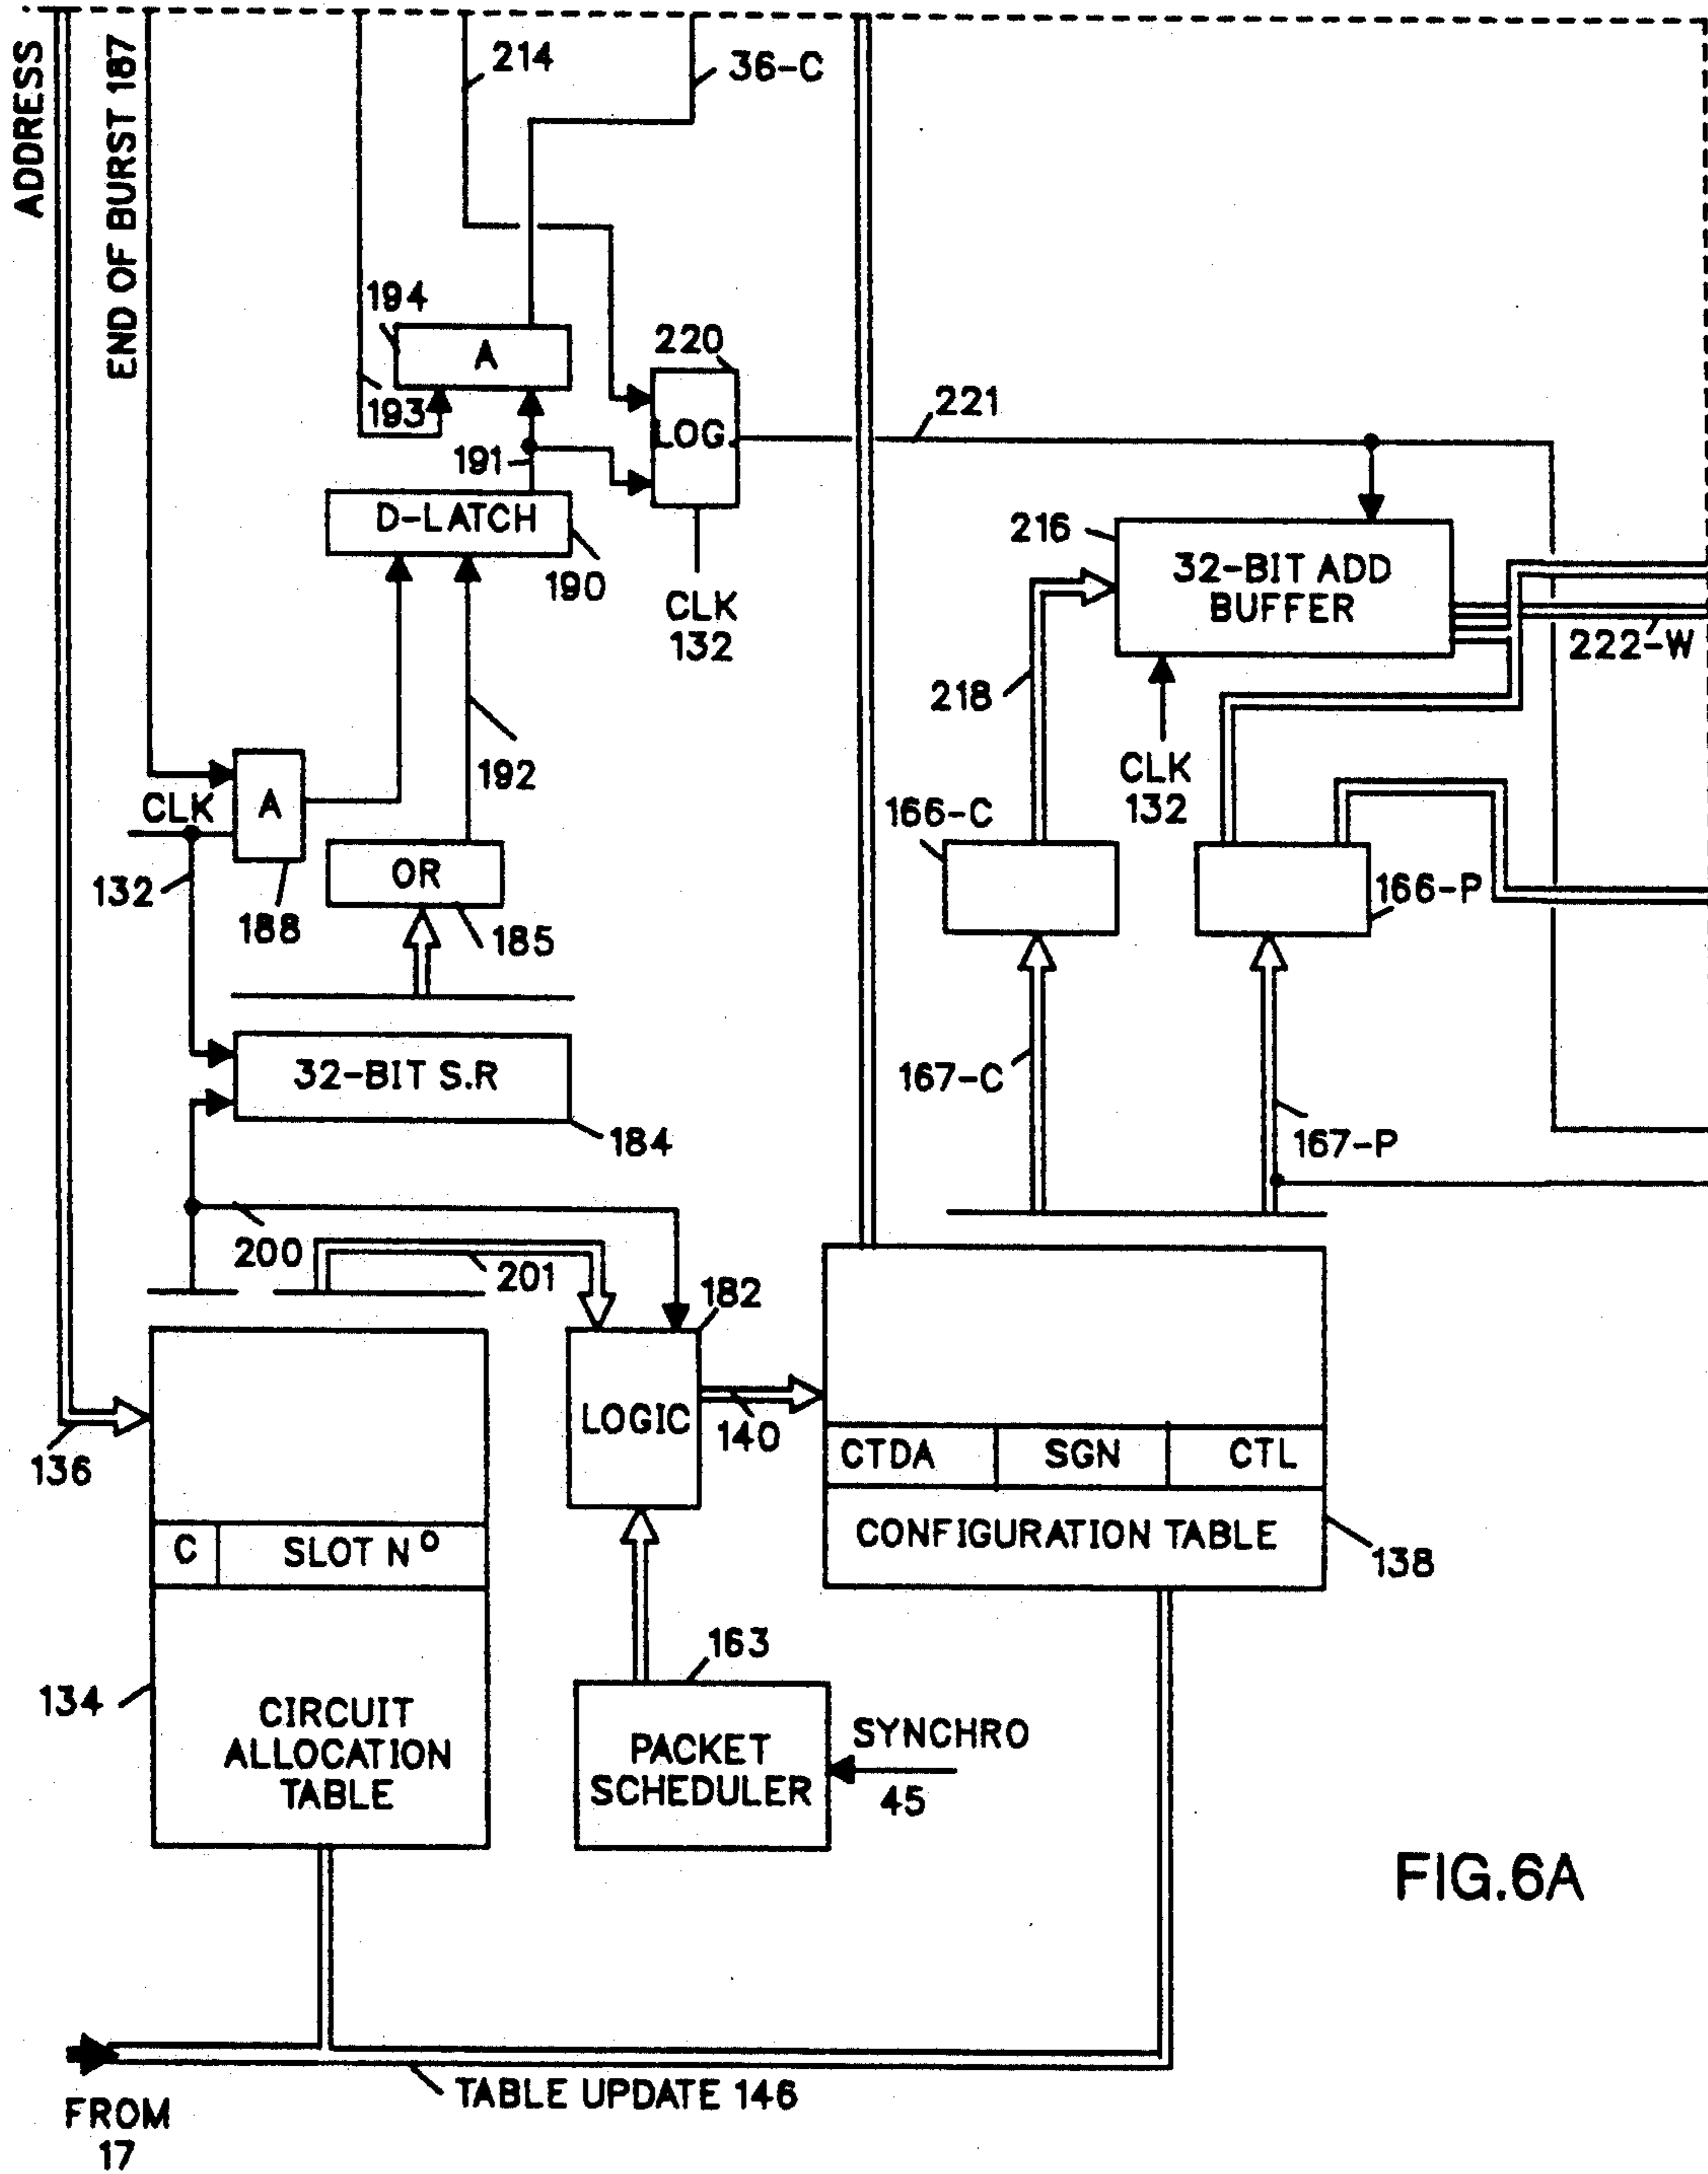 ADDRESS
END OF BURST 187
214
36-C
194
A
193
220
LOG.
191
221
D-LATCH
190
CLK
132
216
32-BIT ADD
BUFFER
222-W
218
192
CLK
132
CLK
A
166-C
166-P
132
188
OR
185
32-BIT S.R
184
167-C
167-P
200
201
182
LOGIC
140
136
CTDA
SGN
CTL
CONFIGURATION TABLE
138
C
SLOT Nº
163
134
CIRCUIT
ALLOCATION
TABLE
PACKET
SCHEDULER
SYNCHRO
45
FIG.6A
TABLE UPDATE 146
FROM
17